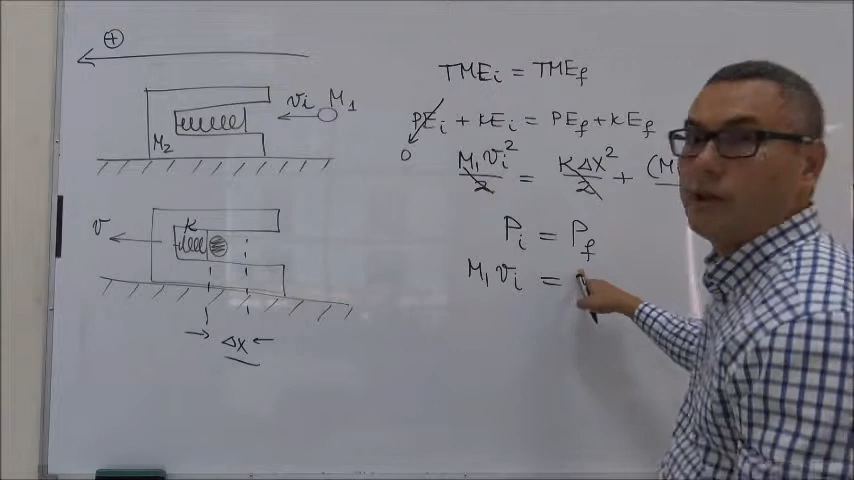 ⊕
vi M1
M2
v K
Δx
TMEi = TMEf
PEi + KEi = PEf + KEf
0
M1vi²/2 = KΔx²/2 + (M
Pi = Pf
M1vi =